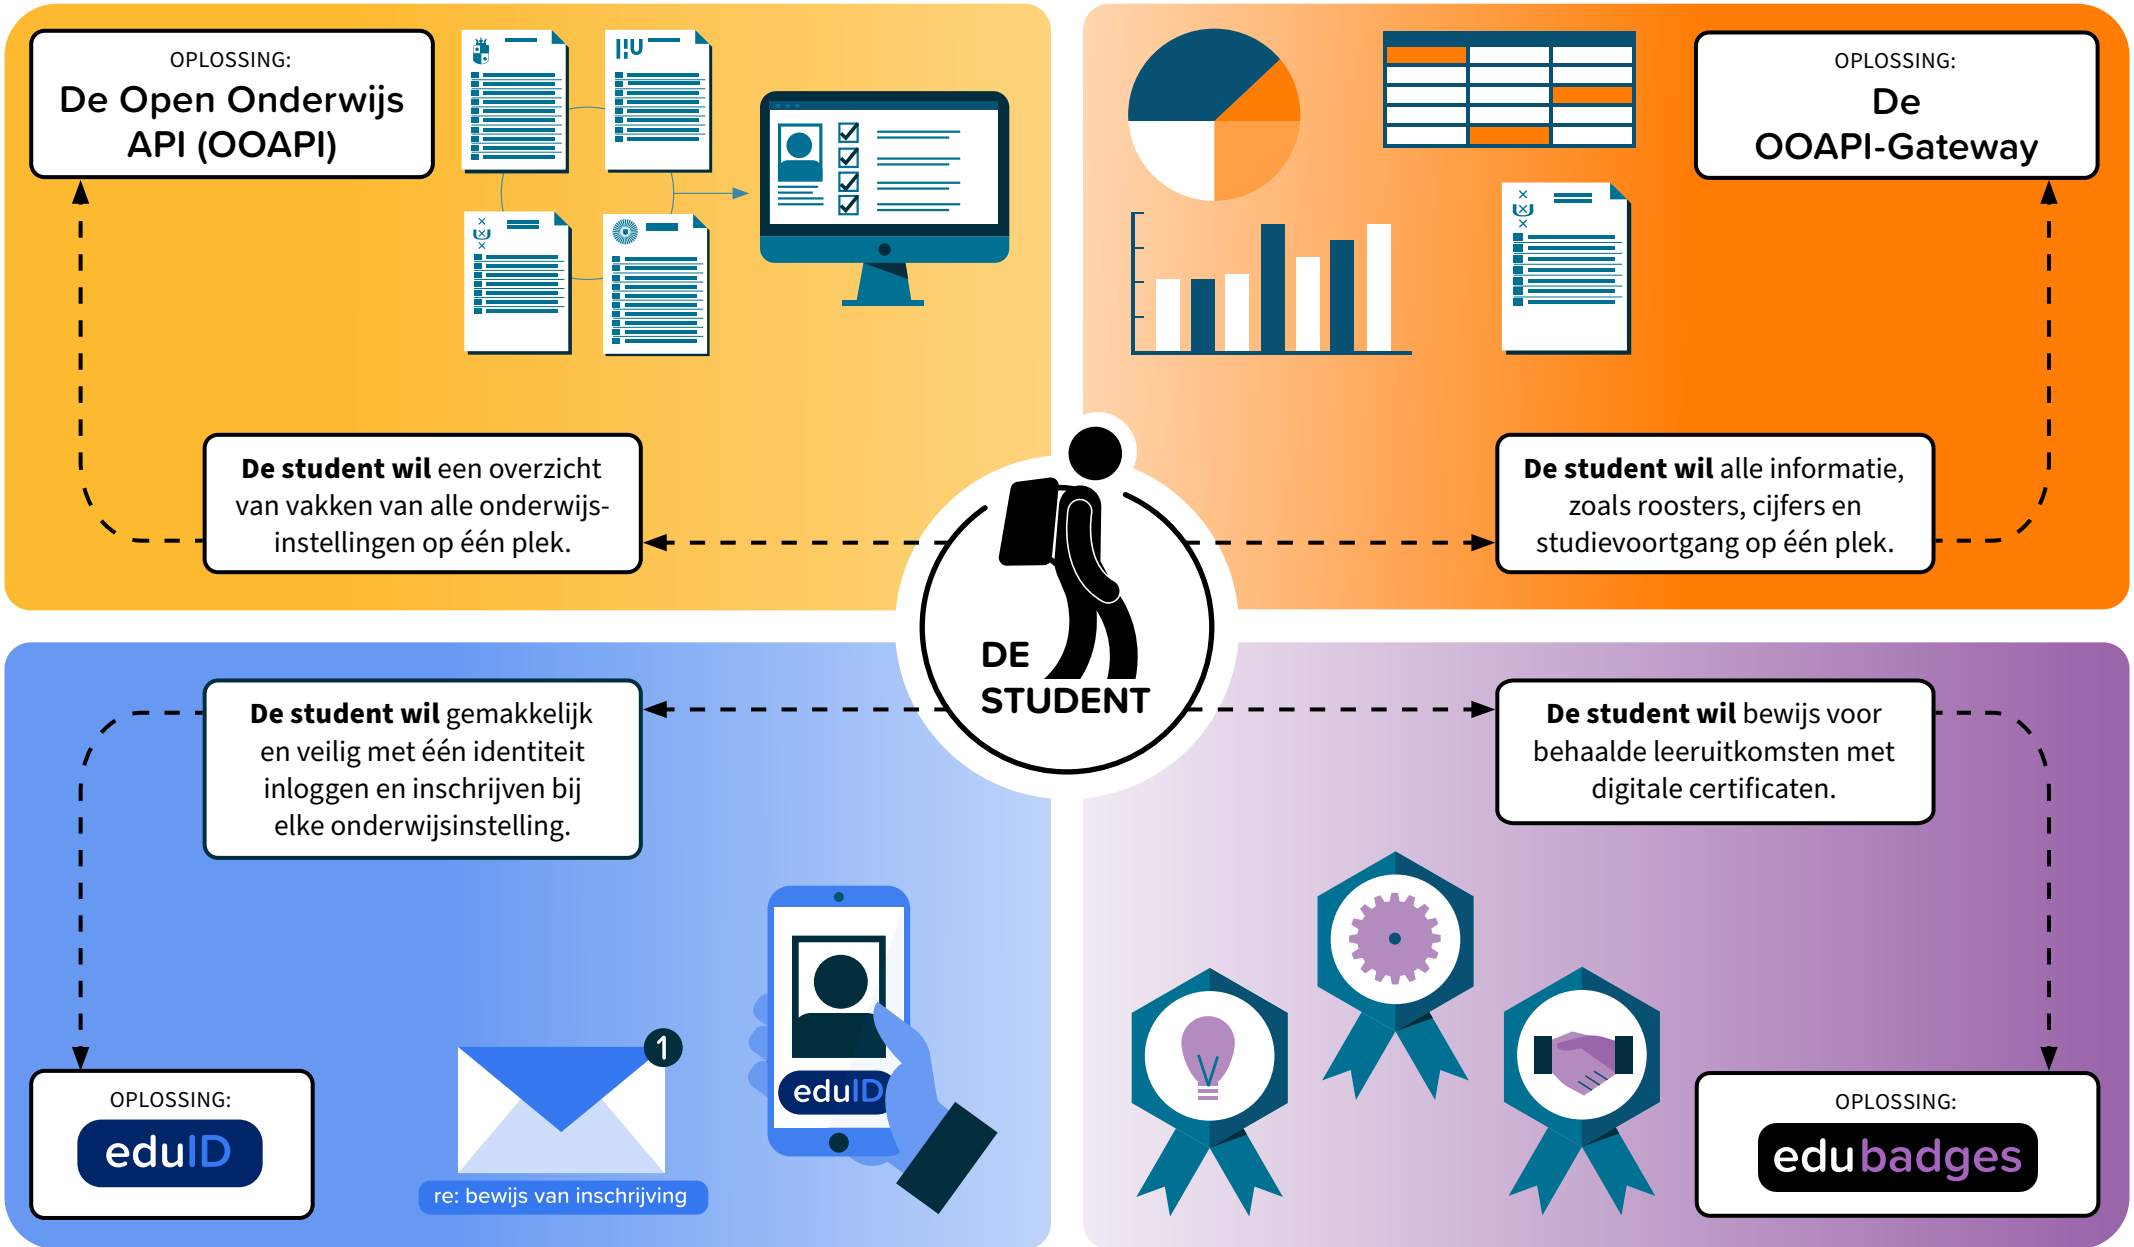 OPLOSSING:
De Open Onderwijs
API (OOAPI)
HU
De student wil een overzicht
van vakken van alle onderwijs-
instellingen op één plek.
OPLOSSING:
De
OOAPI-Gateway
De student wil alle informatie,
zoals roosters, cijfers en
studievoortgang op één plek.
DE
STUDENT
De student wil gemakkelijk
en veilig met één identiteit
inloggen en inschrijven bij
elke onderwijsinstelling.
OPLOSSING:
eduID
1
re: bewijs van inschrijving
eduID
De student wil bewijs voor
behaalde leeruitkomsten met
digitale certificaten.
OPLOSSING:
edubadges